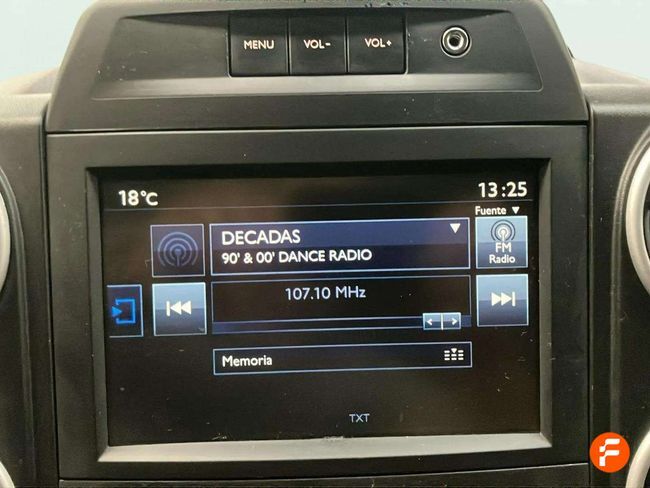 MENU VOL- VOL+
18°C 13:25
Fuente ▼
DECADAS
90' & 00' DANCE RADIO
FM
Radio
107.10 MHz
Memoria
TXT